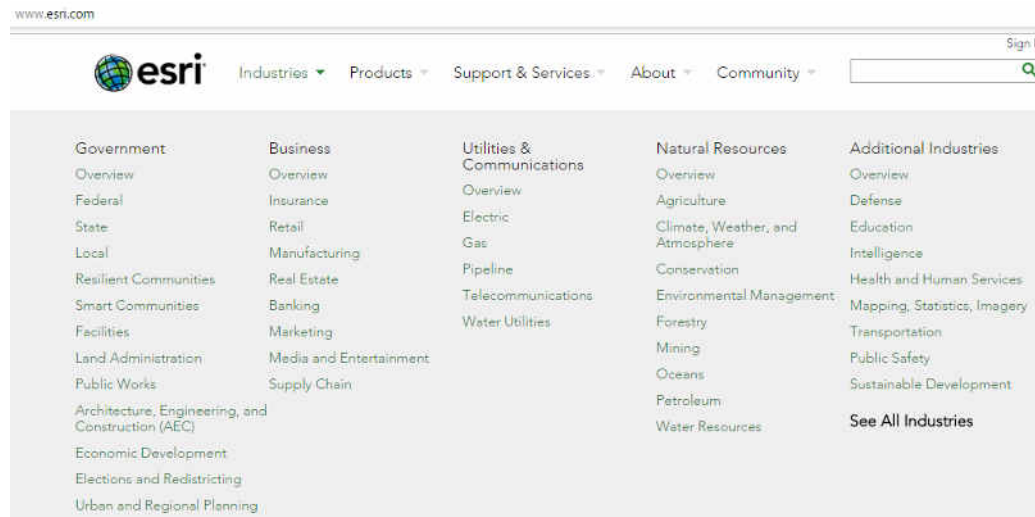 www.esri.com
Sign
esri
Industries Products Support & Services About Community
Government
Overview
Federal
State
Local
Resilient Communities
Smart Communities
Facilities
Land Administration
Public Works
Architecture, Engineering, and
Construction (AEC)
Economic Development
Elections and Redistricting
Urban and Regional Planning
Business
Overview
Insurance
Retail
Manufacturing
Real Estate
Banking
Marketing
Media and Entertainment
Supply Chain
Utilities &
Communications
Overview
Electric
Gas
Pipeline
Telecommunications
Water Utilities
Natural Resources
Overview
Agriculture
Climate, Weather, and
Atmosphere
Conservation
Environmental Management
Forestry
Mining
Oceans
Petroleum
Water Resources
Additional Industries
Overview
Defense
Education
Intelligence
Health and Human Services
Mapping, Statistics, Imagery
Transportation
Public Safety
Sustainable Development
See All Industries